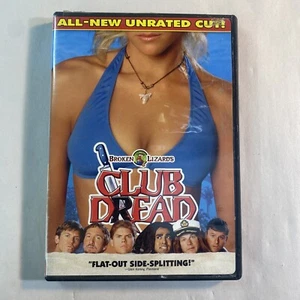 ALL-NEW UNRATED CUT!
BROKEN LIZARD'S
CLUB
DREAD
"FLAT-OUT SIDE-SPLITTING!"